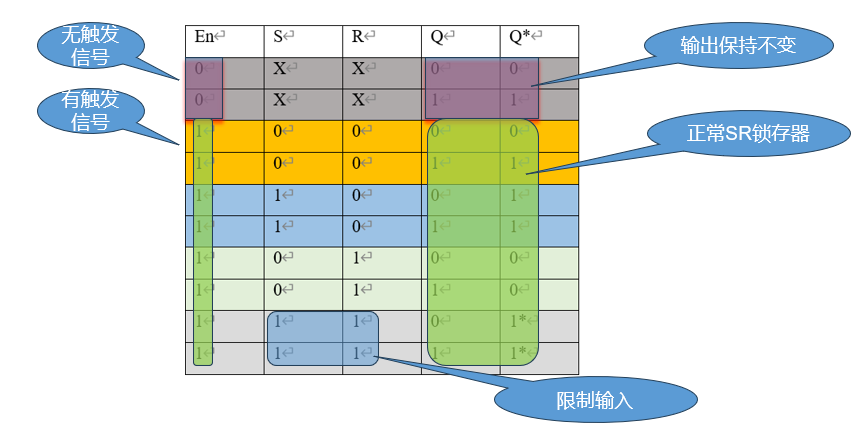 En↵ S↵ R↵ Q↵ Q*↵
无触发
信号
输出保持不变
0↵ X↵ X↵ 0↵ 0↵
0↵ X↵ X↵ 1↵ 1↵
有触发
信号
正常SR锁存器
1↵ 0↵ 0↵ 0↵ 0↵
1↵ 0↵ 0↵ 1↵ 1↵
1↵ 1↵ 0↵ 0↵ 1↵
1↵ 1↵ 0↵ 1↵ 1↵
1↵ 0↵ 1↵ 0↵ 0↵
1↵ 0↵ 1↵ 1↵ 0↵
1↵ 1↵ 1↵ 0↵ 1*↵
1↵ 1↵ 1↵ 1↵ 1*↵
限制输入